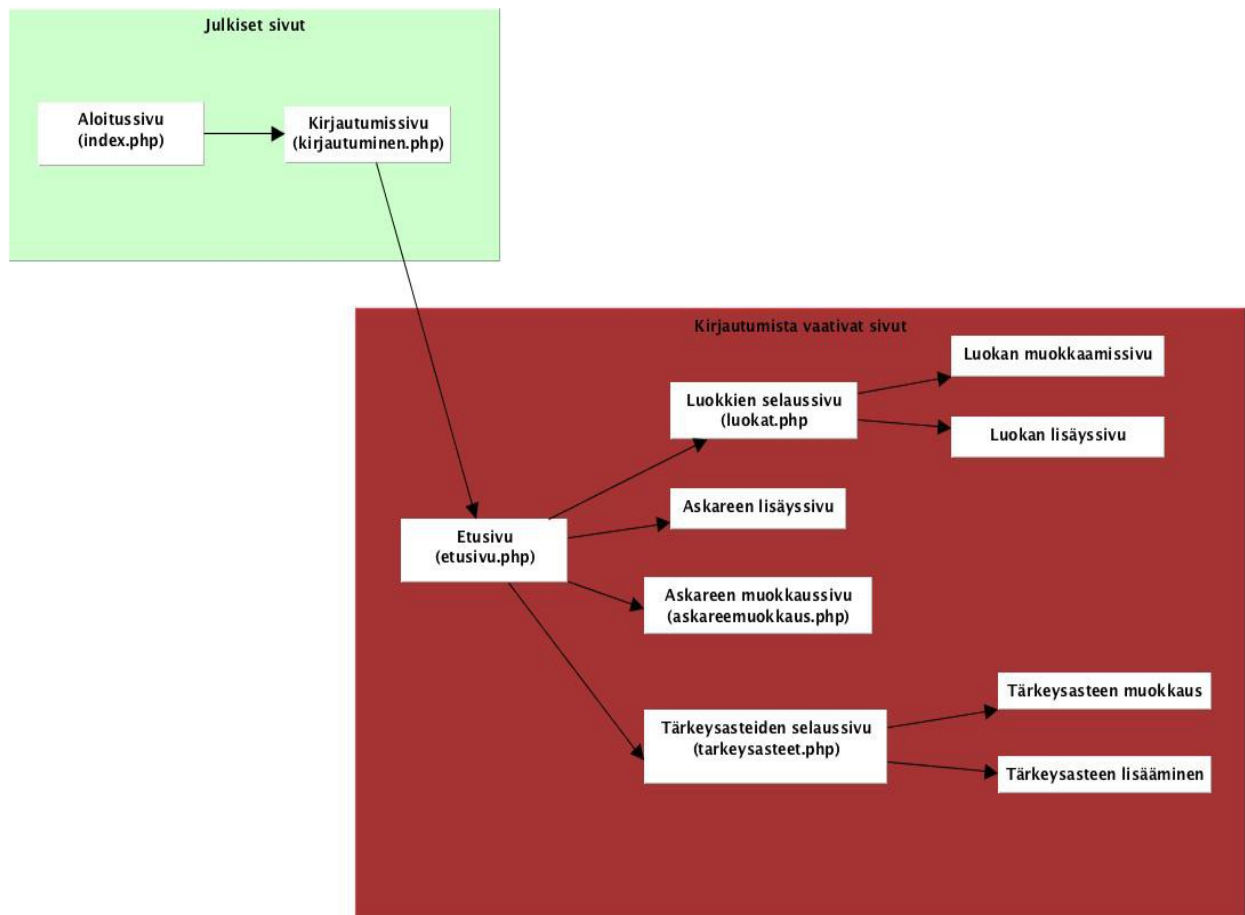 Julkiset sivut
Aloitussivu
(index.php)
Kirjautumissivu
(kirjautuminen.php)
Kirjautumista vaativat sivut
Luokan muokkaamissivu
Luokkien selaussivu
(luokat.php
Luokan lisäyssivu
Askareen lisäyssivu
Etusivu
(etusivu.php)
Askareen muokkaussivu
(askareemuokkaus.php)
Tärkeysasteen muokkaus
Tärkeysasteiden selaussivu
(tarkeysasteet.php)
Tärkeysasteen lisääminen